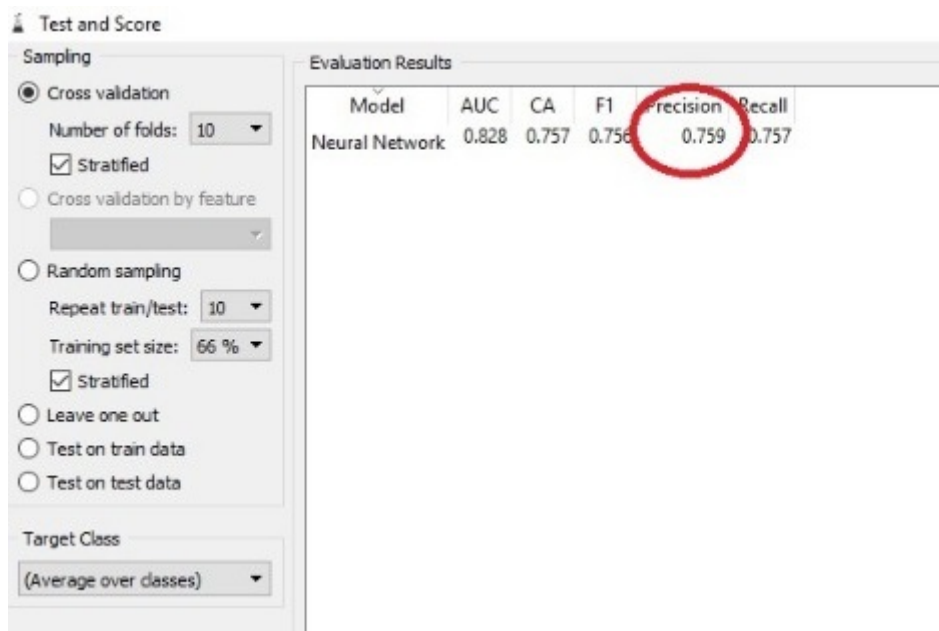 Test and Score
Sampling
Cross validation
Number of folds: 10
Stratified
Cross validation by feature
Random sampling
Repeat train/test: 10
Training set size: 66 %
Stratified
Leave one out
Test on train data
Test on test data
Target Class
(Average over classes)
Evaluation Results
Model AUC CA F1 Precision Recall
Neural Network 0.828 0.757 0.756 0.759 0.757